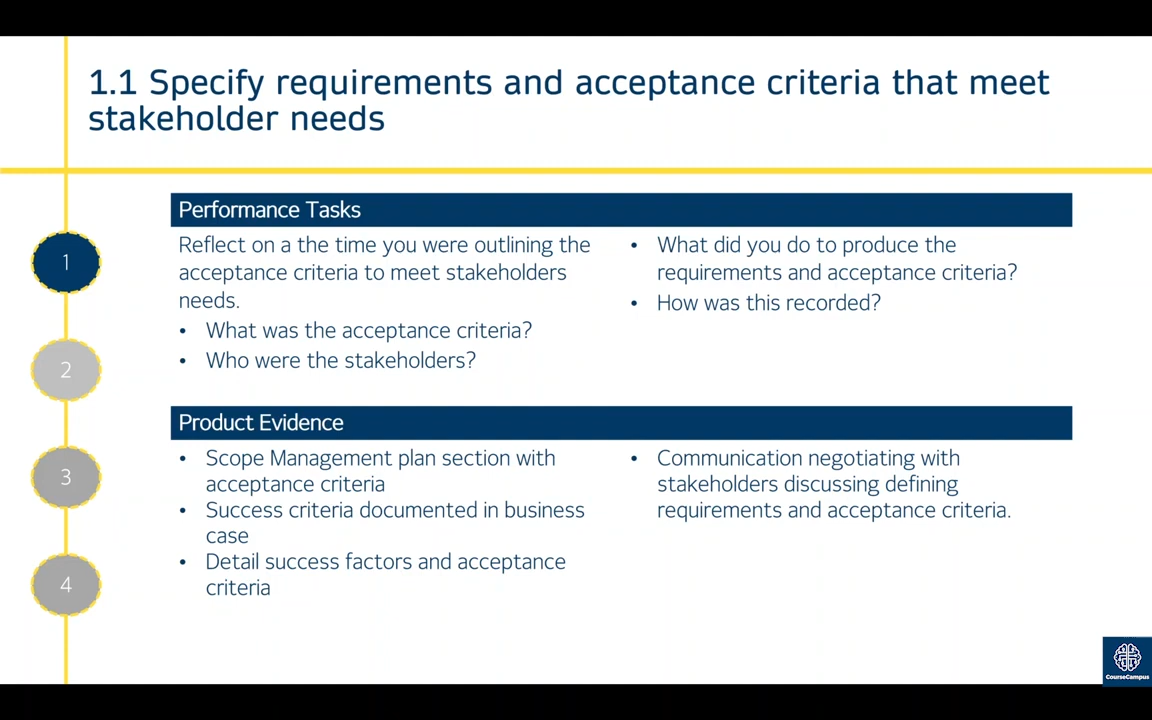 1.1 Specify requirements and acceptance criteria that meet
stakeholder needs
1
2
3
4
Performance Tasks
Reflect on a the time you were outlining the
acceptance criteria to meet stakeholders
needs.
• What was the acceptance criteria?
• Who were the stakeholders?
• What did you do to produce the
requirements and acceptance criteria?
• How was this recorded?
Product Evidence
• Scope Management plan section with
acceptance criteria
• Success criteria documented in business
case
• Detail success factors and acceptance
criteria
• Communication negotiating with
stakeholders discussing defining
requirements and acceptance criteria.
CourseCampus